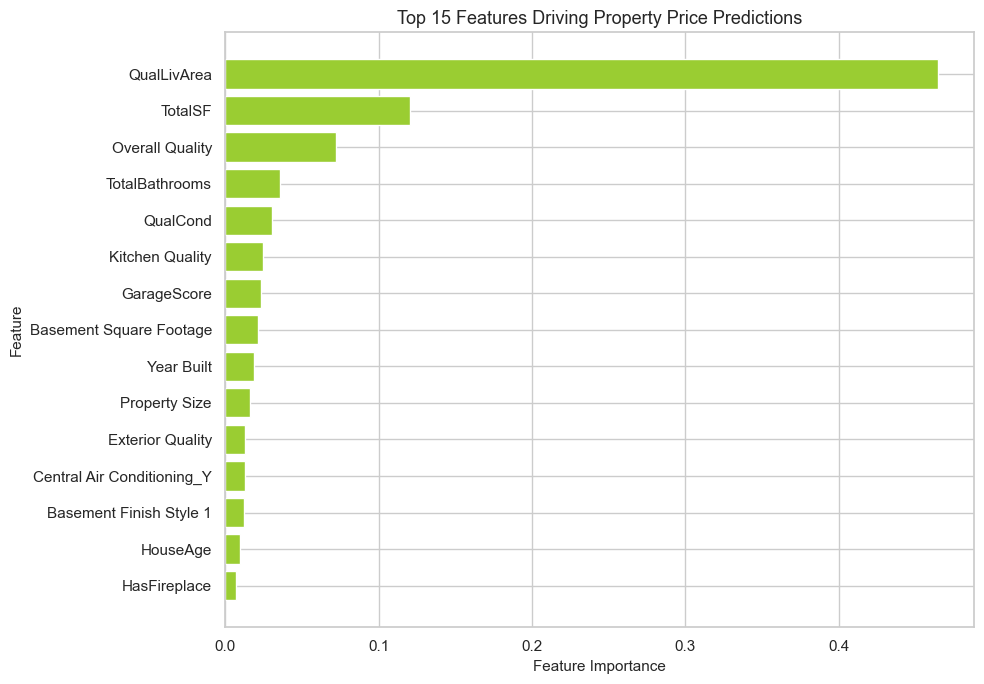 Top 15 Features Driving Property Price Predictions
Feature
QualLivArea
TotalSF
Overall Quality
TotalBathrooms
QualCond
Kitchen Quality
GarageScore
Basement Square Footage
Year Built
Property Size
Exterior Quality
Central Air Conditioning_Y
Basement Finish Style 1
HouseAge
HasFireplace
0.0 0.1 0.2 0.3 0.4
Feature Importance